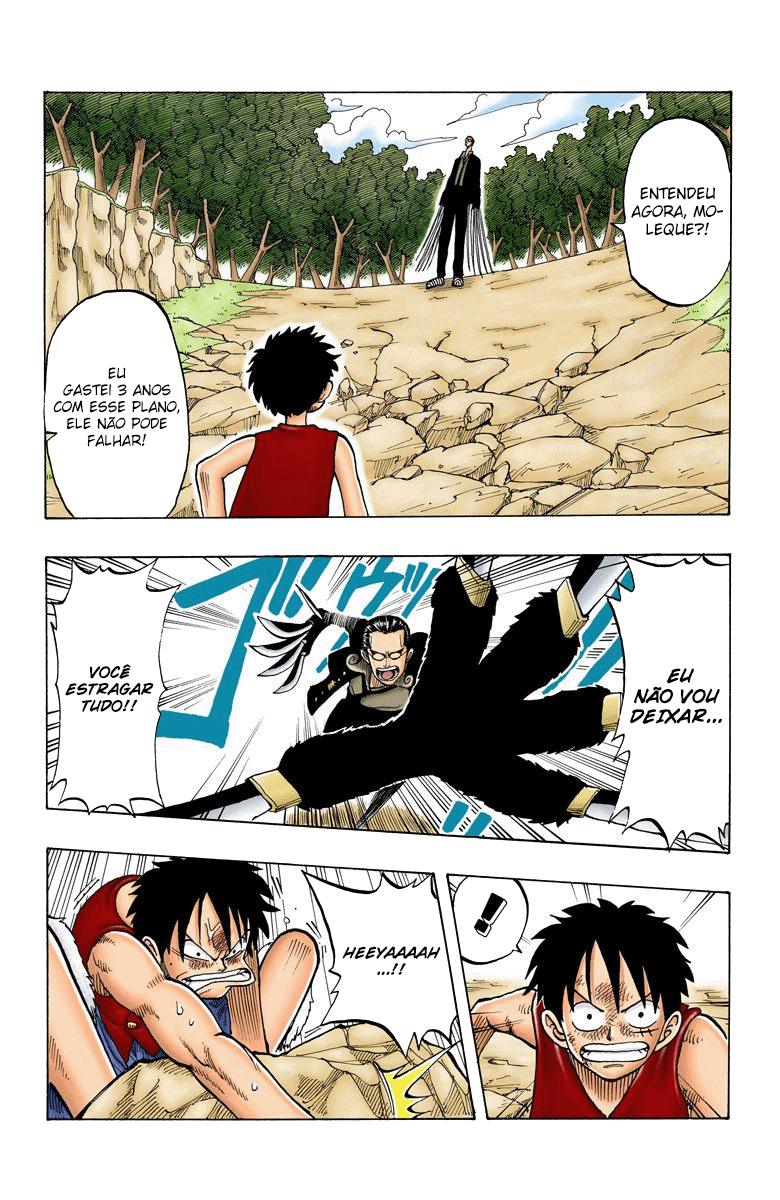 ENTENDEU
AGORA, MO-
LEQUE?!
EU
GASTEI 3 ANOS
COM ESSE PLANO,
ELE NÃO PODE
FALHAR!
EU
NÃO VOU
DEIXAR...
VOCÊ
ESTRAGAR
TUDO!!
!!
HEEYAAAAH
...!!